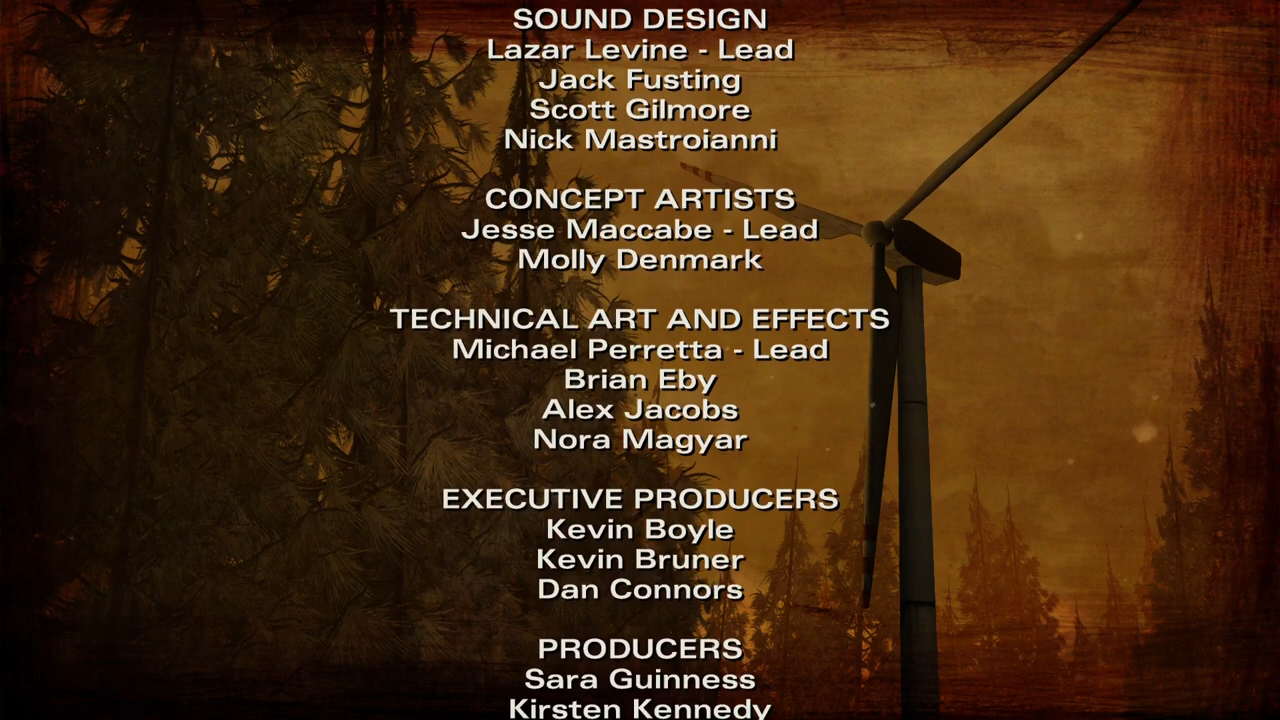 SOUND DESIGN
Lazar Levine - Lead
Jack Fusting
Scott Gilmore
Nick Mastroianni
CONCEPT ARTISTS
Jesse Maccabe - Lead
Molly Denmark
TECHNICAL ART AND EFFECTS
Michael Perretta - Lead
Brian Eby
Alex Jacobs
Nora Magyar
EXECUTIVE PRODUCERS
Kevin Boyle
Kevin Bruner
Dan Connors
PRODUCERS
Sara Guinness
Kirsten Kennedy